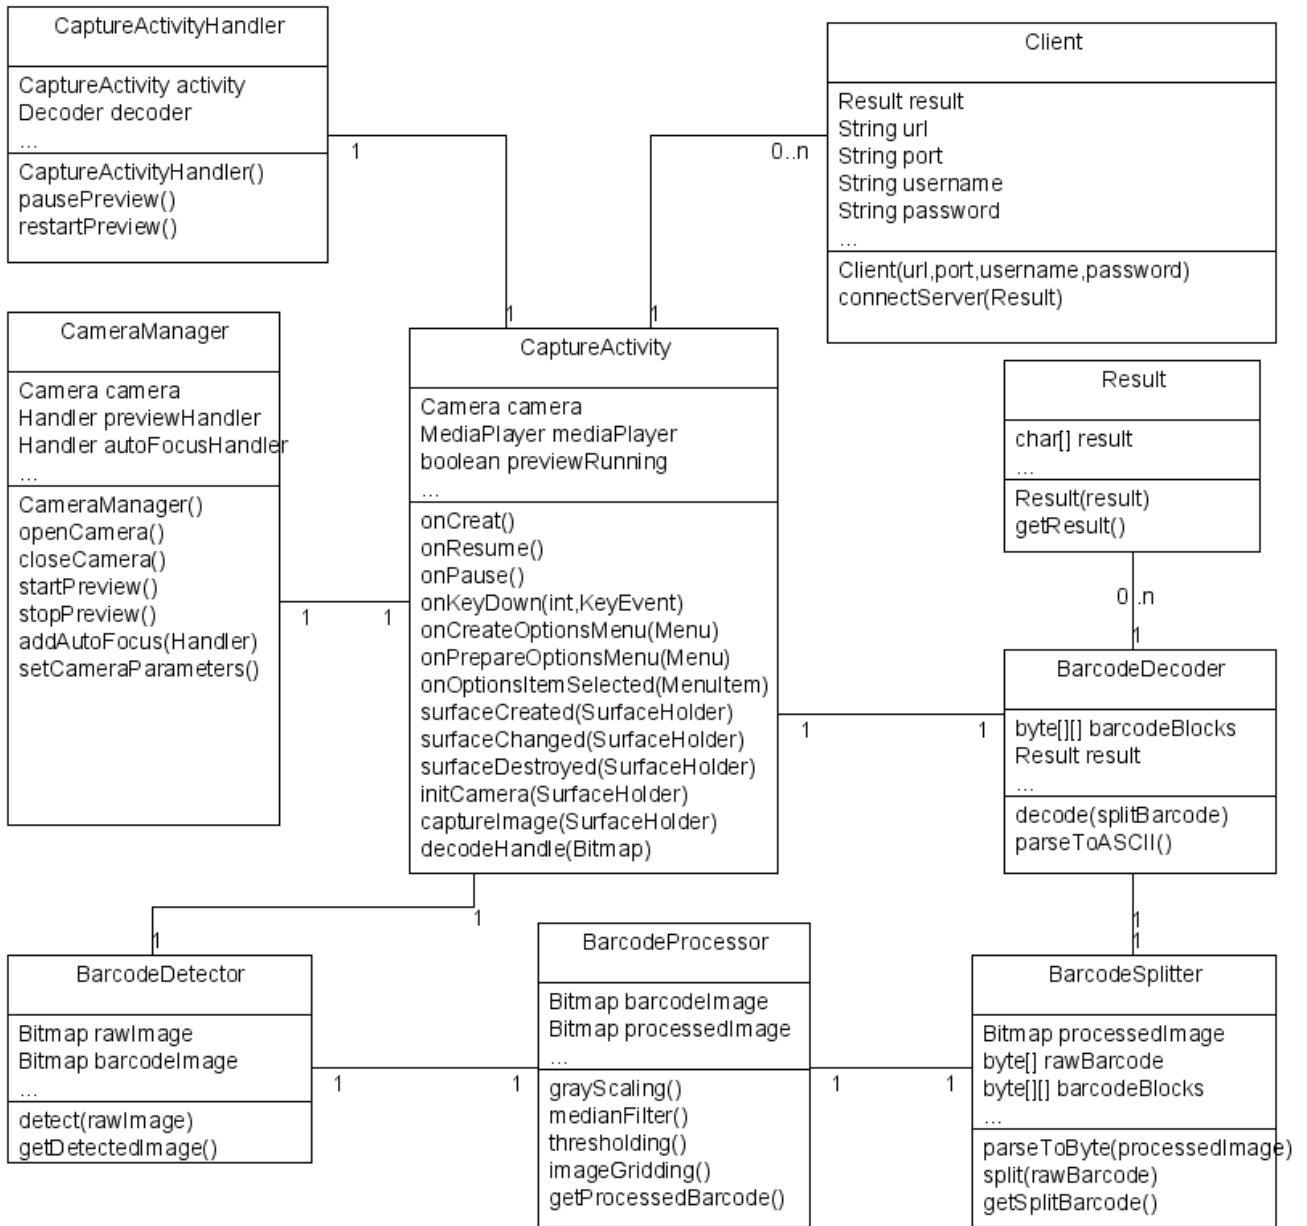 CaptureActivityHandler
CaptureActivity activity
Decoder decoder
...
CaptureActivityHandler()
pausePreview()
restartPreview()
1
1
Client
Result result
String url
String port
String username
String password
...
Client(url,port,username,password)
connectServer(Result)
0..n
1
CameraManager
Camera camera
Handler previewHandler
Handler autoFocusHandler
...
CameraManager()
openCamera()
closeCamera()
startPreview()
stopPreview()
addAutoFocus(Handler)
setCameraParameters()
1
1
CaptureActivity
Camera camera
MediaPlayer mediaPlayer
boolean previewRunning
...
onCreat()
onResume()
onPause()
onKeyDown(int,KeyEvent)
onCreateOptionsMenu(Menu)
onPrepareOptionsMenu(Menu)
onOptionsItemSelected(MenuItem)
surfaceCreated(SurfaceHolder)
surfaceChanged(SurfaceHolder)
surfaceDestroyed(SurfaceHolder)
initCamera(SurfaceHolder)
captureImage(SurfaceHolder)
decodeHandle(Bitmap)
1
1
Result
char[] result
...
Result(result)
getResult()
0..n
1
BarcodeDecoder
byte[][] barcodeBlocks
Result result
...
decode(splitBarcode)
parseToASCII()
1
1
1
1
BarcodeDetector
Bitmap rawImage
Bitmap barcodeImage
...
detect(rawImage)
getDetectedImage()
1
1
BarcodeProcessor
Bitmap barcodeImage
Bitmap processedImage
...
grayScaling()
medianFilter()
thresholding()
imageGridding()
getProcessedBarcode()
1
1
BarcodeSplitter
Bitmap processedImage
byte[] rawBarcode
byte[][] barcodeBlocks
...
parseToByte(processedImage)
split(rawBarcode)
getSplitBarcode()